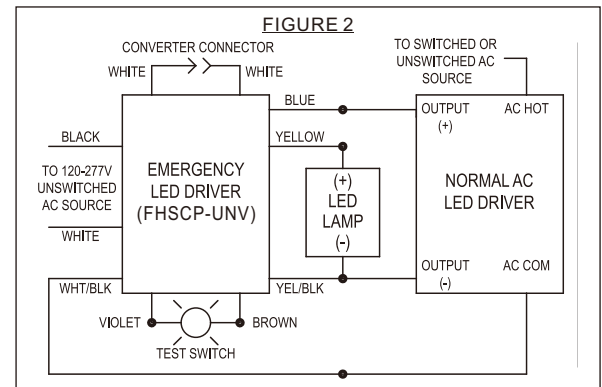 FIGURE 2
CONVERTER CONNECTOR
WHITE
WHITE
TO SWITCHED OR
UNSWITCHED AC
SOURCE
BLUE
BLACK
YELLOW
OUTPUT
(+)
AC HOT
TO 120-277V
UNSWITCHED
AC SOURCE
EMERGENCY
LED DRIVER
(FHSCP-UNV)
(+)
LED
LAMP
(-)
NORMAL AC
LED DRIVER
WHITE
WHT/BLK
YEL/BLK
OUTPUT
(-)
AC COM
VIOLET
BROWN
TEST SWITCH